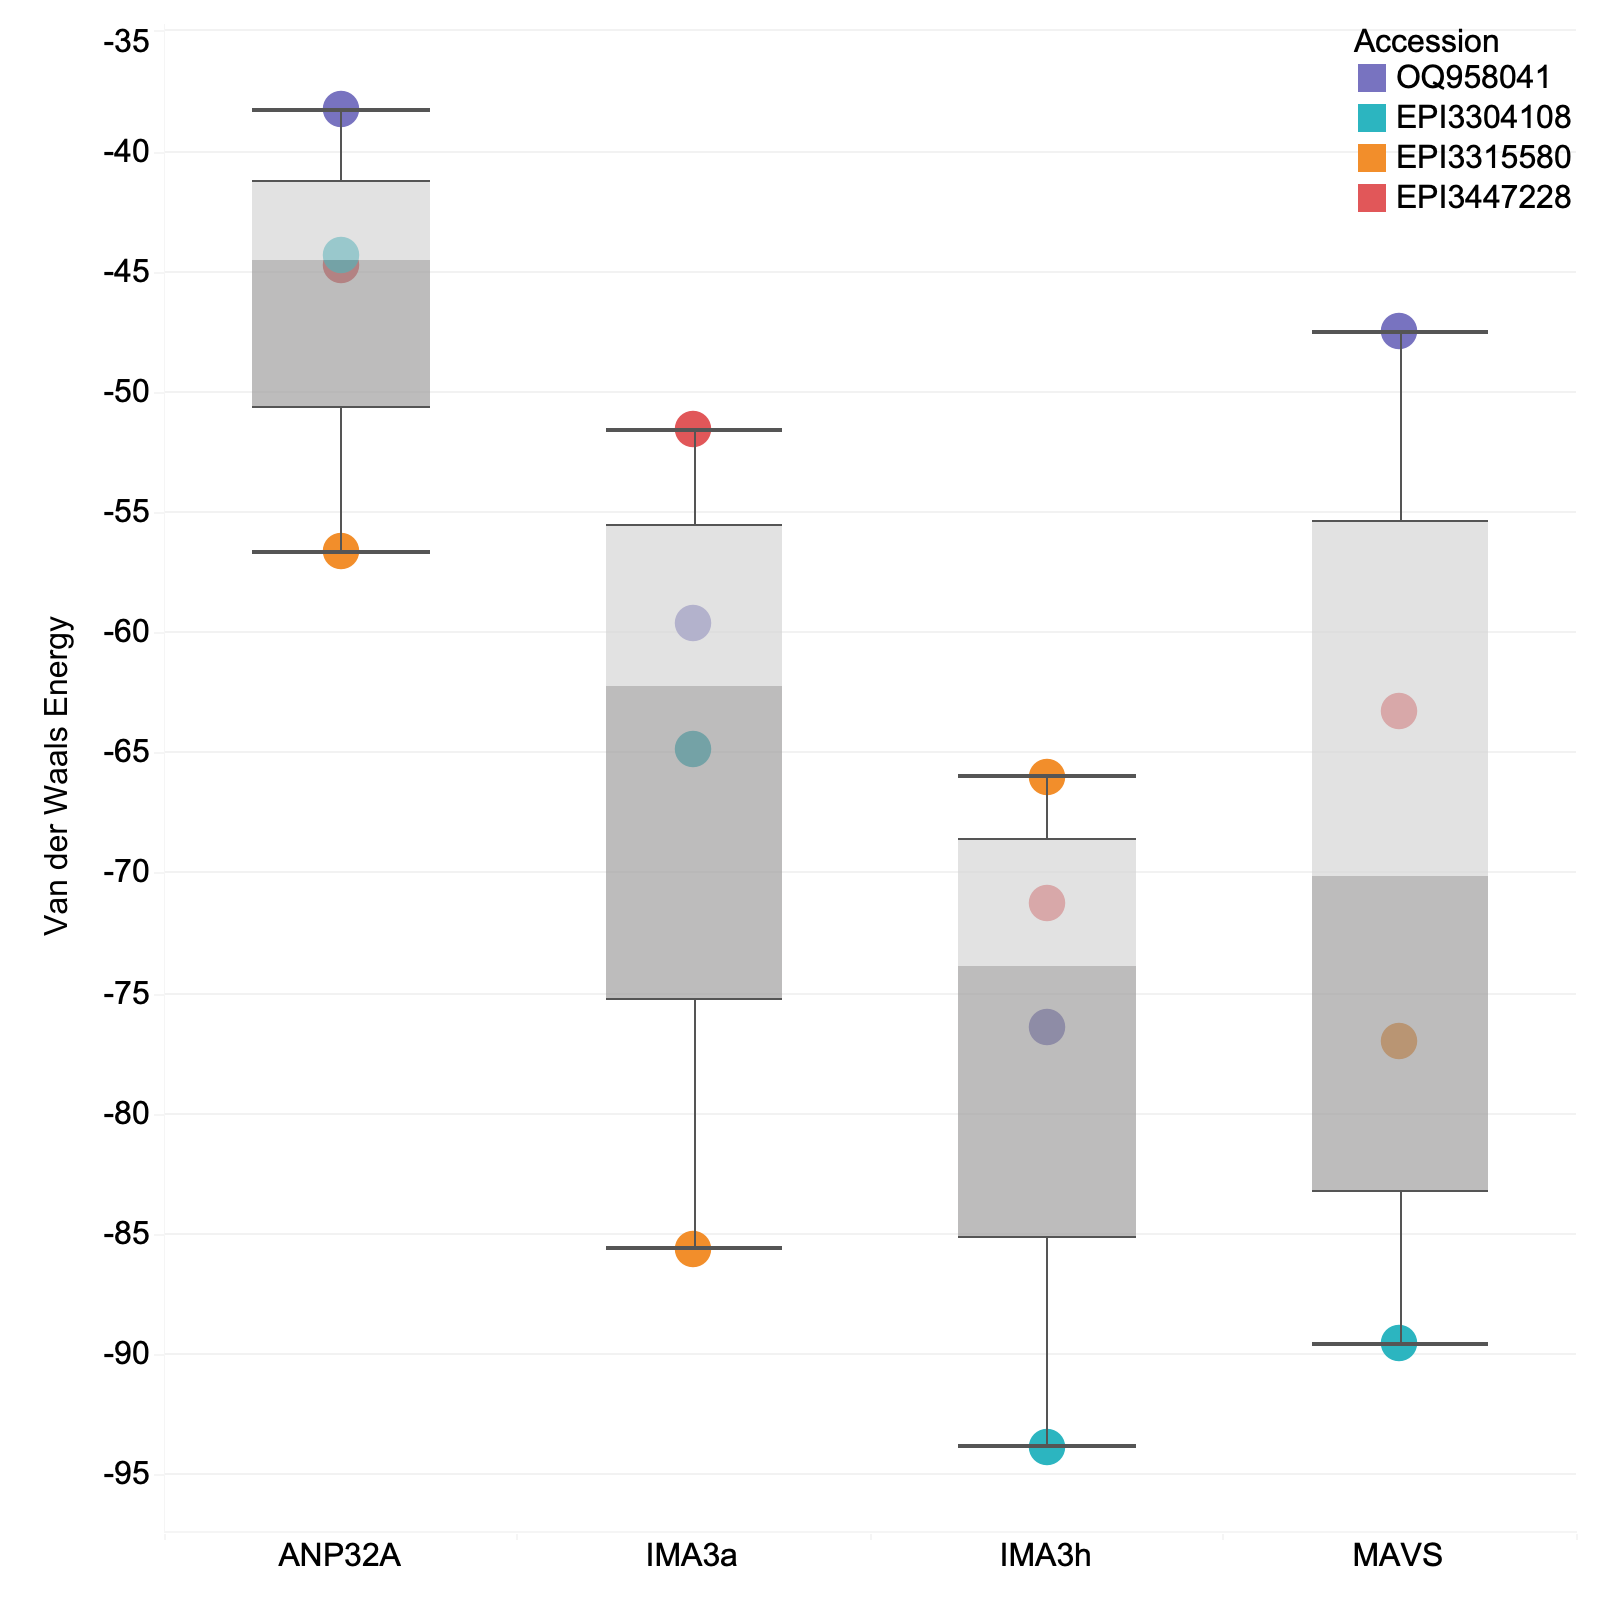 Accession
OQ958041
EPI3304108
EPI3315580
EPI3447228
-35
-40
-45
-50
-55
-60
-65
-70
-75
-80
-85
-90
-95
Van der Waals Energy
ANP32A IMA3a IMA3h MAVS